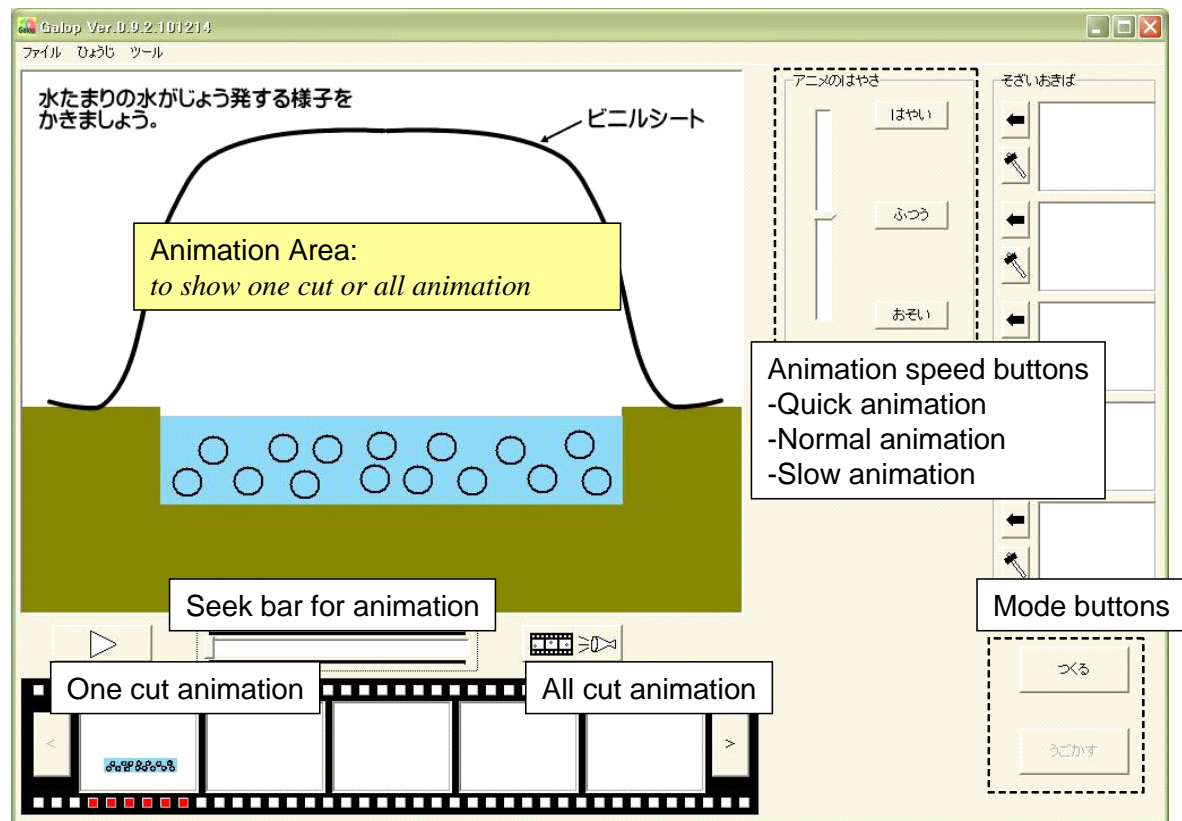 Galop Ver.0.9.2.101214
ファイル ひょうじ ツール
水たまりの水がじょう発する様子を
かきましょう。
ビニルシート
Animation Area:
to show one cut or all animation
アニメのはやさ
はやい
ふつう
おそい
そざいおきば
Animation speed buttons
-Quick animation
-Normal animation
-Slow animation
Seek bar for animation
Mode buttons
One cut animation
All cut animation
つくる
うごかす
<
>